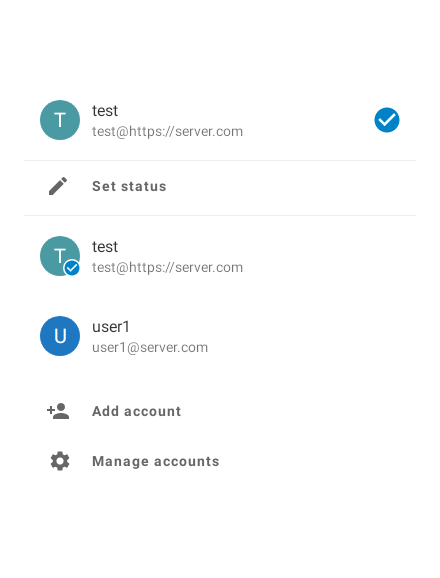 T
test
test@https://server.com
Set status
T
test
test@https://server.com
U
user1
user1@server.com
Add account
Manage accounts